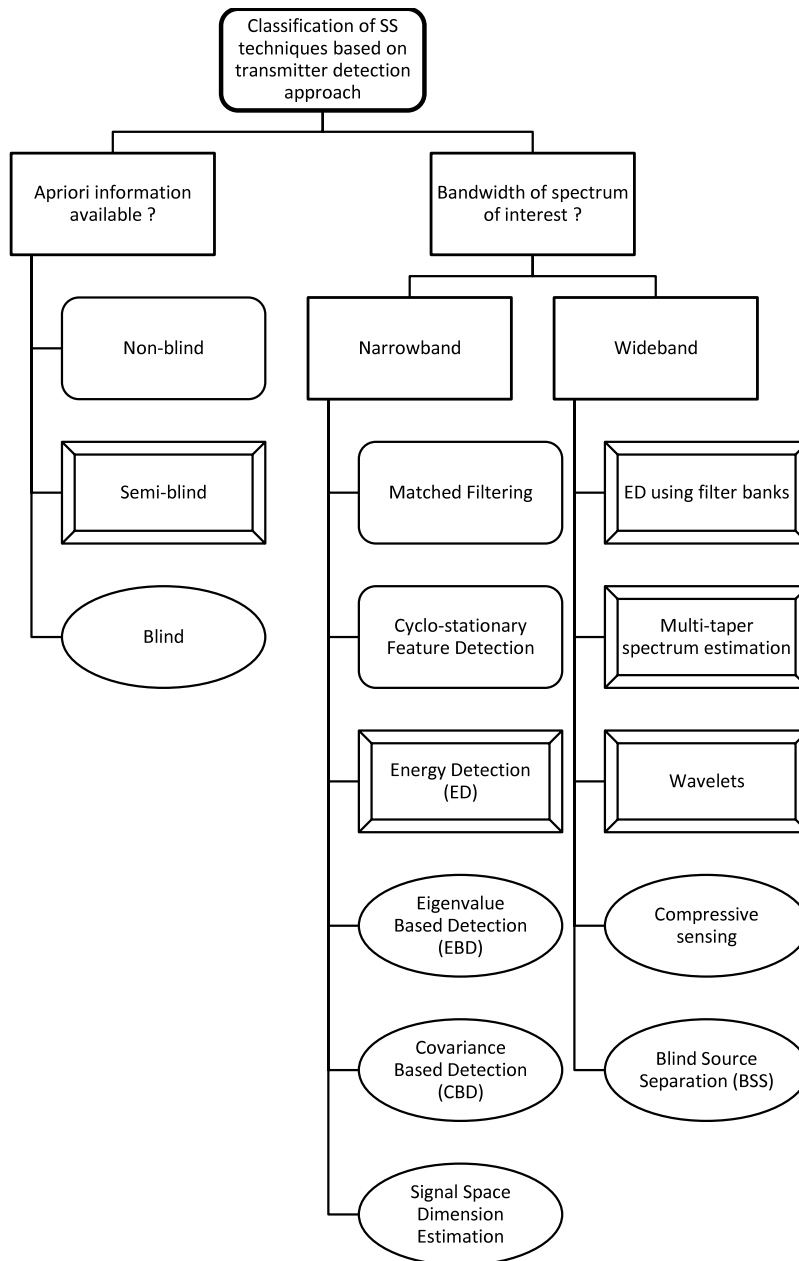 Classification of SS
techniques based on
transmitter detection
approach
Apriori information
available ?
Bandwidth of spectrum
of interest ?
Non-blind
Narrowband
Wideband
Semi-blind
Matched Filtering
ED using filter banks
Blind
Cyclo-stationary
Feature Detection
Multi-taper
spectrum estimation
Energy Detection
(ED)
Wavelets
Eigenvalue
Based Detection
(EBD)
Compressive
sensing
Covariance
Based Detection
(CBD)
Blind Source
Separation (BSS)
Signal Space
Dimension
Estimation